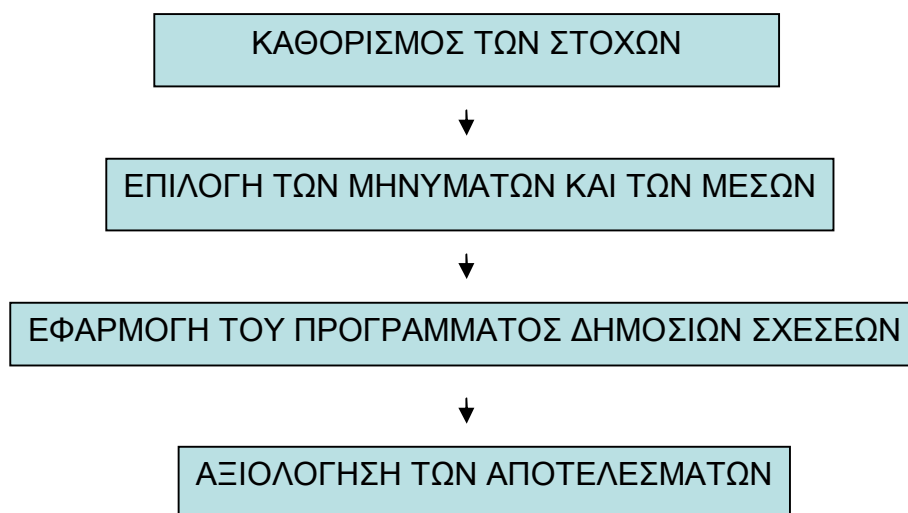 ΚΑΘΟΡΙΣΜΟΣ ΤΩΝ ΣΤΟΧΩΝ
ΕΠΙΛΟΓΗ ΤΩΝ ΜΗΝΥΜΑΤΩΝ ΚΑΙ ΤΩΝ ΜΕΣΩΝ
ΕΦΑΡΜΟΓΗ ΤΟΥ ΠΡΟΓΡΑΜΜΑΤΟΣ ΔΗΜΟΣΙΩΝ ΣΧΕΣΕΩΝ
ΑΞΙΟΛΟΓΗΣΗ ΤΩΝ ΑΠΟΤΕΛΕΣΜΑΤΩΝ